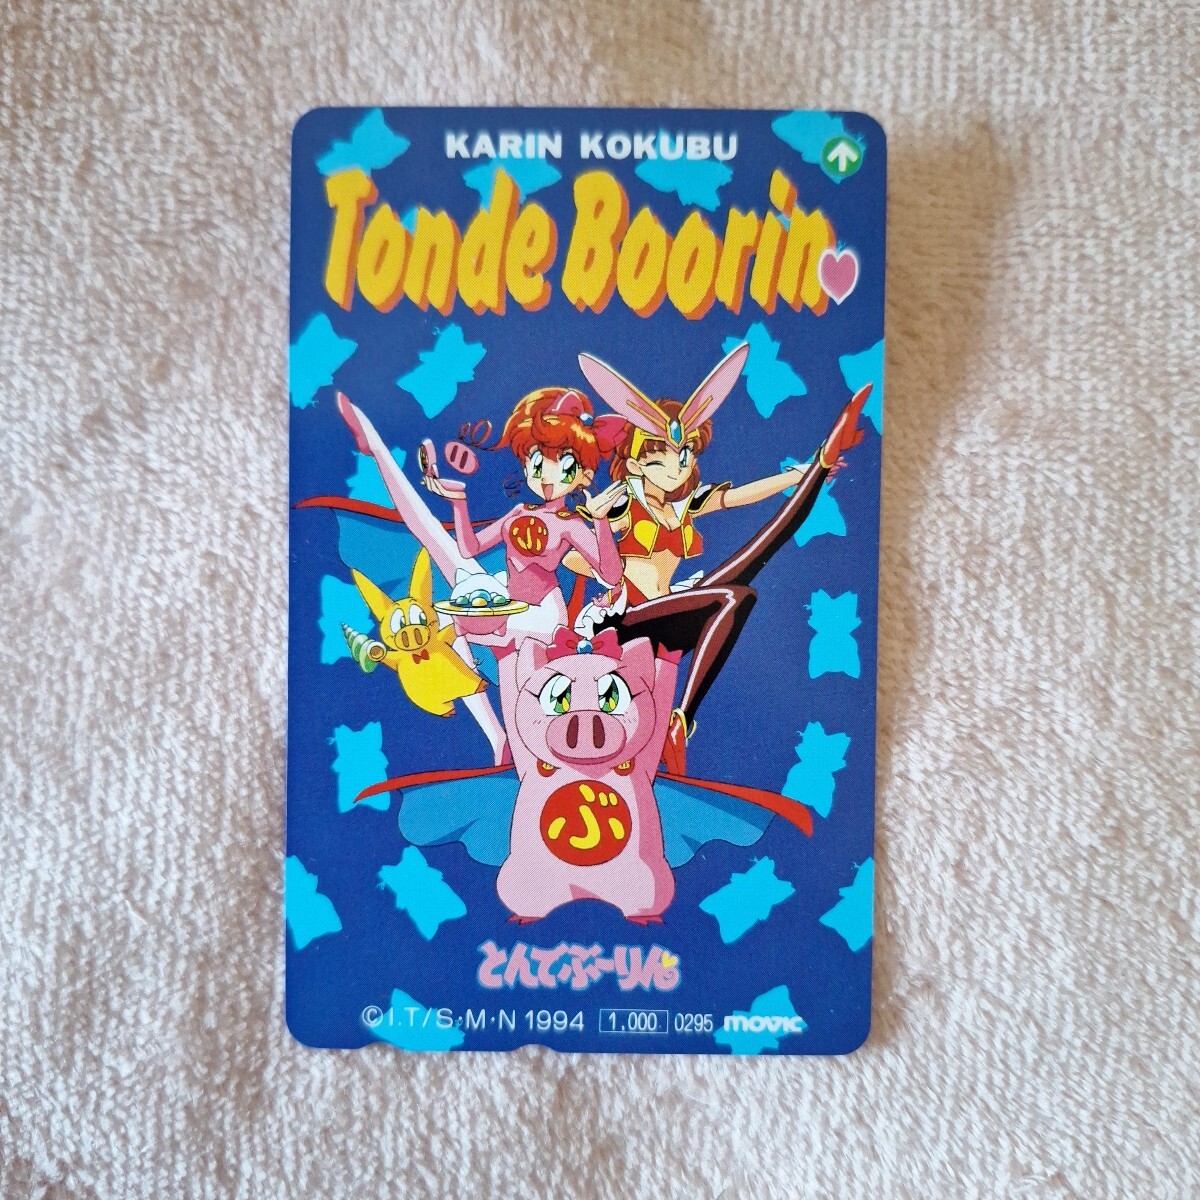 KARIN KOKUBU
Tonde Boorin
ぶ
ぶ
とんでぶーりん
©I.T/S・M・N 1994 1,000 0295 movic